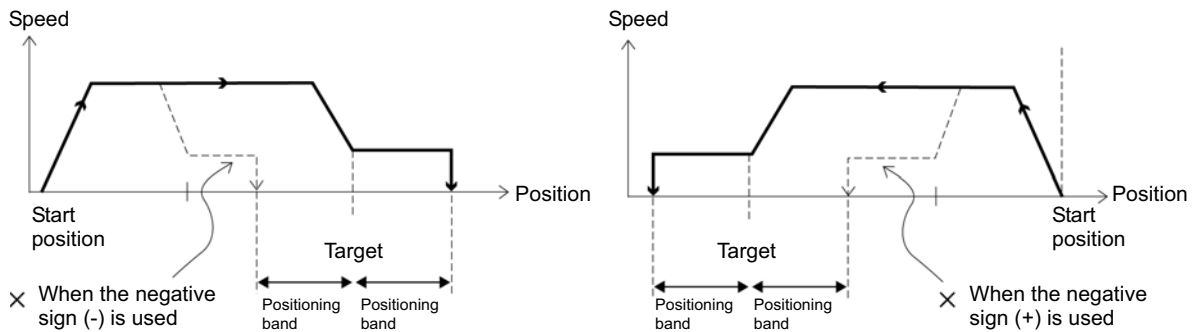 Speed
Position
Start
position
Target
Positioning
band
Positioning
band
× When the negative
sign (-) is used
Speed
Position
Start
position
Target
Positioning
band
Positioning
band
× When the negative
sign (+) is used